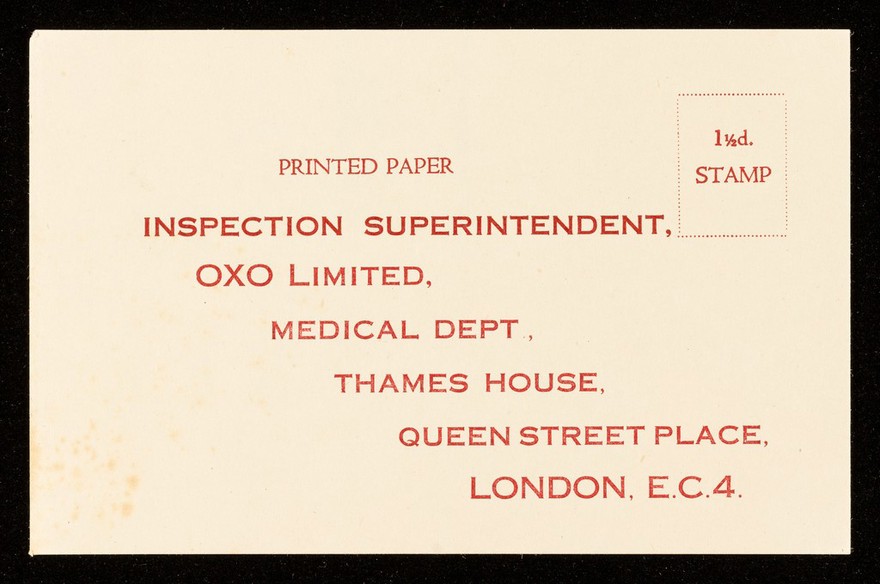 1½d.
STAMP
PRINTED PAPER
INSPECTION SUPERINTENDENT,
OXO LIMITED,
MEDICAL DEPT.,
THAMES HOUSE,
QUEEN STREET PLACE,
LONDON, E.C.4.